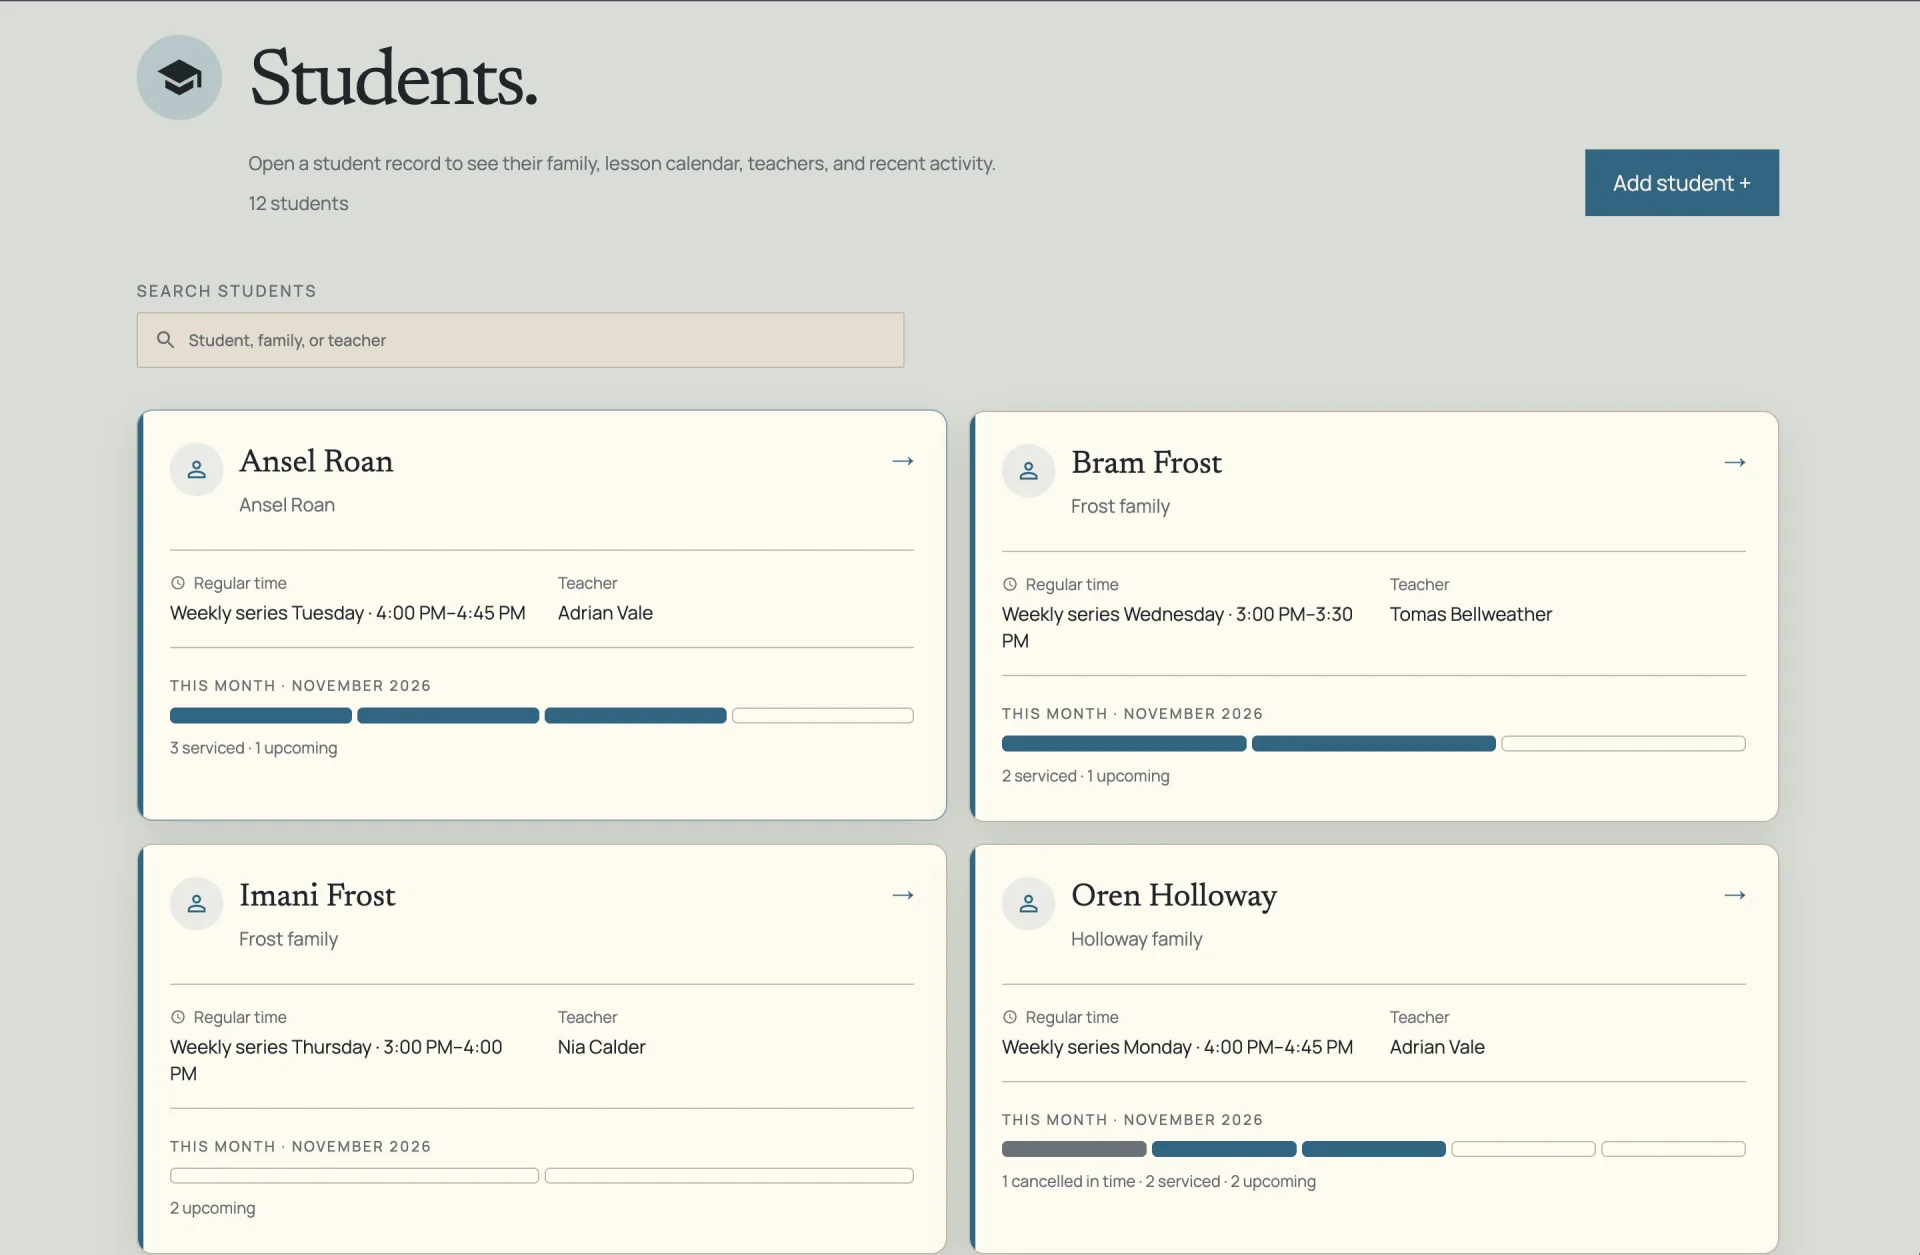 Students.
Open a student record to see their family, lesson calendar, teachers, and recent activity.
12 students
Add student +
SEARCH STUDENTS
Student, family, or teacher
Ansel Roan
Ansel Roan
Regular time
Weekly series Tuesday · 4:00 PM–4:45 PM
Teacher
Adrian Vale
THIS MONTH · NOVEMBER 2026
3 serviced · 1 upcoming
Bram Frost
Frost family
Regular time
Weekly series Wednesday · 3:00 PM–3:30
PM
Teacher
Tomas Bellweather
THIS MONTH · NOVEMBER 2026
2 serviced · 1 upcoming
Imani Frost
Frost family
Regular time
Weekly series Thursday · 3:00 PM–4:00
PM
Teacher
Nia Calder
THIS MONTH · NOVEMBER 2026
2 upcoming
Oren Holloway
Holloway family
Regular time
Weekly series Monday · 4:00 PM–4:45 PM
Teacher
Adrian Vale
THIS MONTH · NOVEMBER 2026
1 cancelled in time · 2 serviced · 2 upcoming